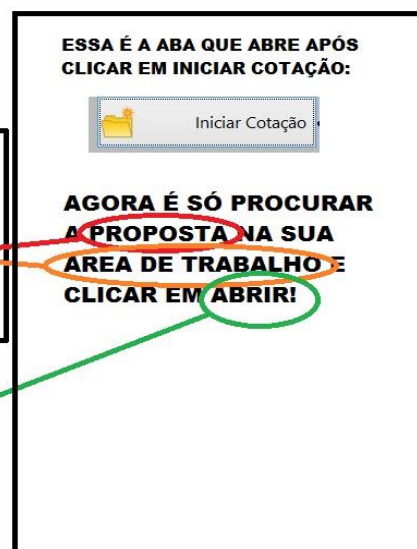 ESSA É A ABA QUE ABRE APÓS
CLICAR EM INICIAR COTAÇÃO:
Iniciar Cotação
AGORA É SÓ PROCURAR
A PROPOSTA NA SUA
ÁREA DE TRABALHO E
CLICAR EM ABRIR!